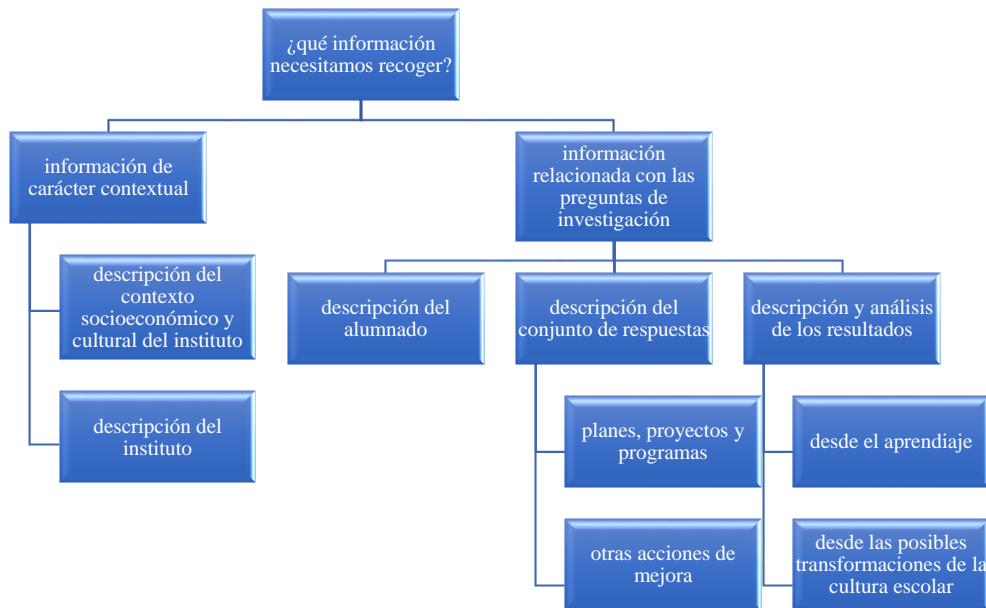 ¿qué información
necesitamos recoger?
información de
carácter contextual
descripción del
contexto
socioeconómico y
cultural del instituto
descripción del
instituto
información
relacionada con las
preguntas de
investigación
descripción del
alumnado
descripción del
conjunto de respuestas
planes, proyectos y
programas
otras acciones de
mejora
descripción y análisis
de los resultados
desde el aprendiaje
desde las posibles
transformaciones de la
cultura escolar